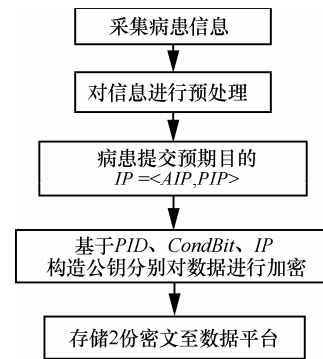 采集病患信息
对信息进行预处理
病患提交预期目的
IP =<AIP,PIP>
基于PID、CondBit、IP
构造公钥分别对数据进行加密
存储2份密文至数据平台